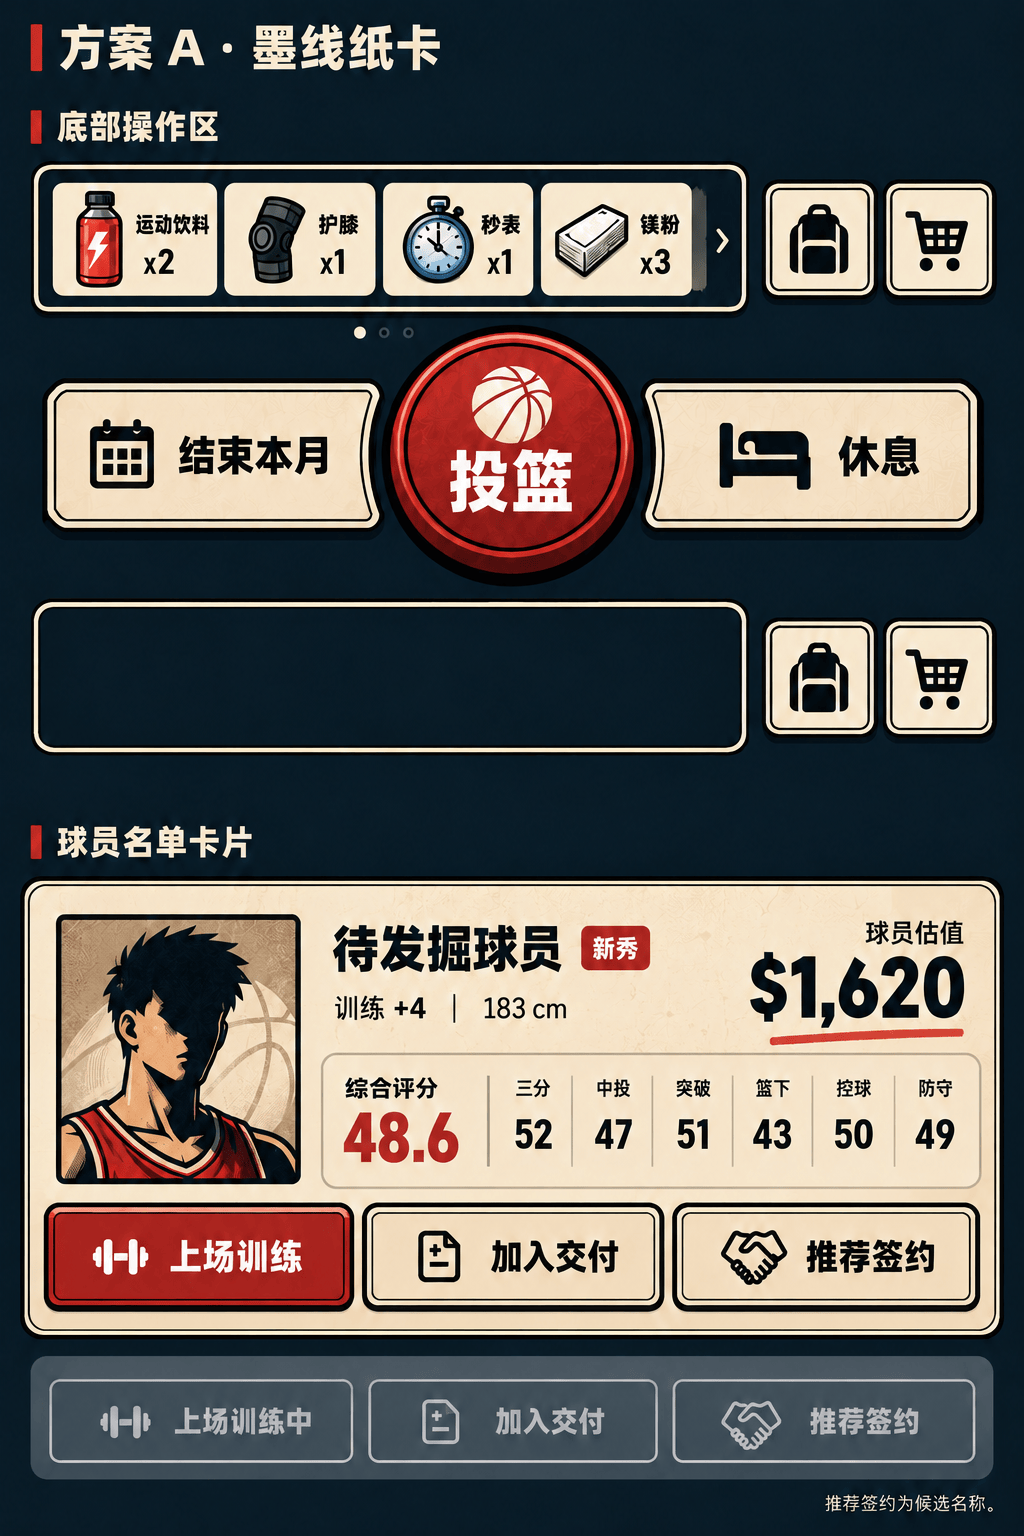 方案 A · 墨线纸卡
底部操作区
运动饮料
x2
护膝
x1
秒表
x1
镁粉
x3
结束本月
投篮
休息
球员名单卡片
待发掘球员
新秀
训练 +4 | 183 cm
球员估值
$1,620
综合评分
48.6
三分
52
中投
47
突破
51
篮下
43
控球
50
防守
49
上场训练
加入交付
推荐签约
上场训练中
加入交付
推荐签约
推荐签约为候选名称。